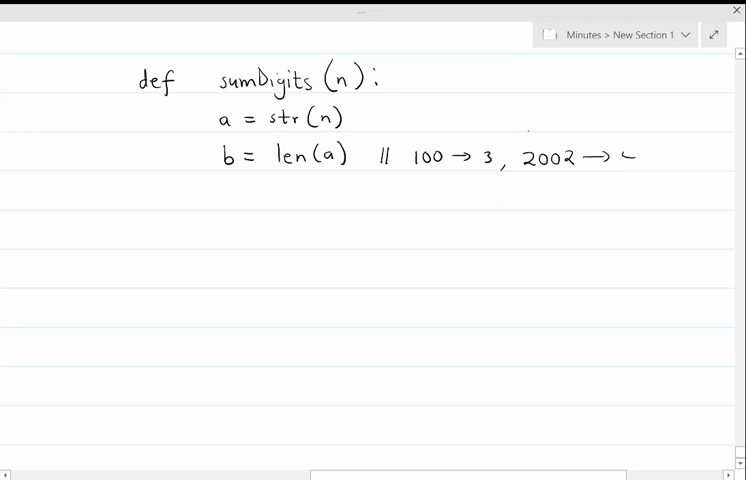 ...
Minutes > New Section 1
def sumDigits (n):
a = str(n)
b = len(a) // 100 → 3, 2002 →